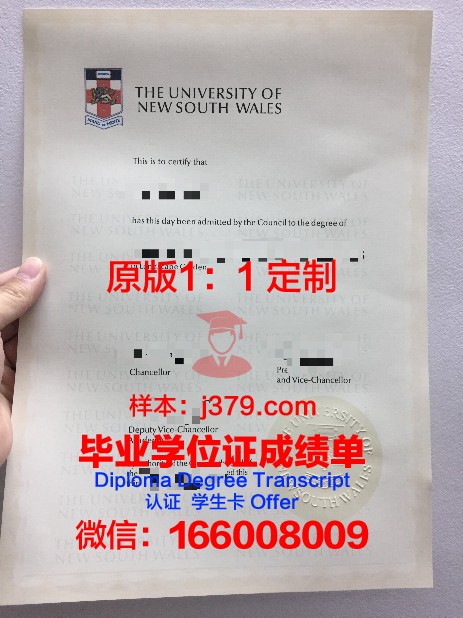 THE UNIVERSITY OF
NEW SOUTH WALES
This is to certify that
has this day been admitted by the Council to the degree of
原版1：1 定制
Chancellor
and Vice-Chancellor
样本：j379.com
Deputy Vice-Chancellor
毕业学位证成绩单
Diploma Degree Transcript
认证 学生卡 Offer
微信：166008009